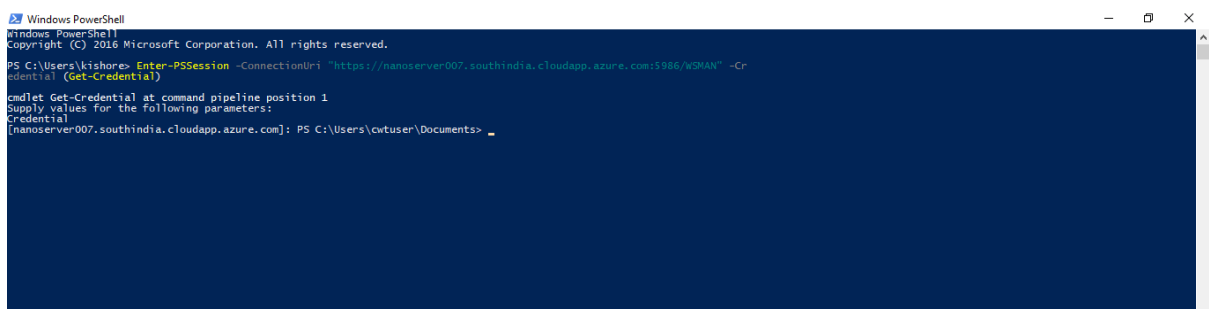 Windows PowerShell
Windows PowerShell
Copyright (C) 2016 Microsoft Corporation. All rights reserved.
PS C:\Users\kishore> Enter-PSSession -ConnectionUri "https://nanoserver007.southindia.cloudapp.azure.com:5986/WSMAN" -Cr
edential (Get-Credential)
cmdlet Get-Credential at command pipeline position 1
Supply values for the following parameters:
Credential
[nanoserver007.southindia.cloudapp.azure.com]: PS C:\Users\cwtuser\Documents> _